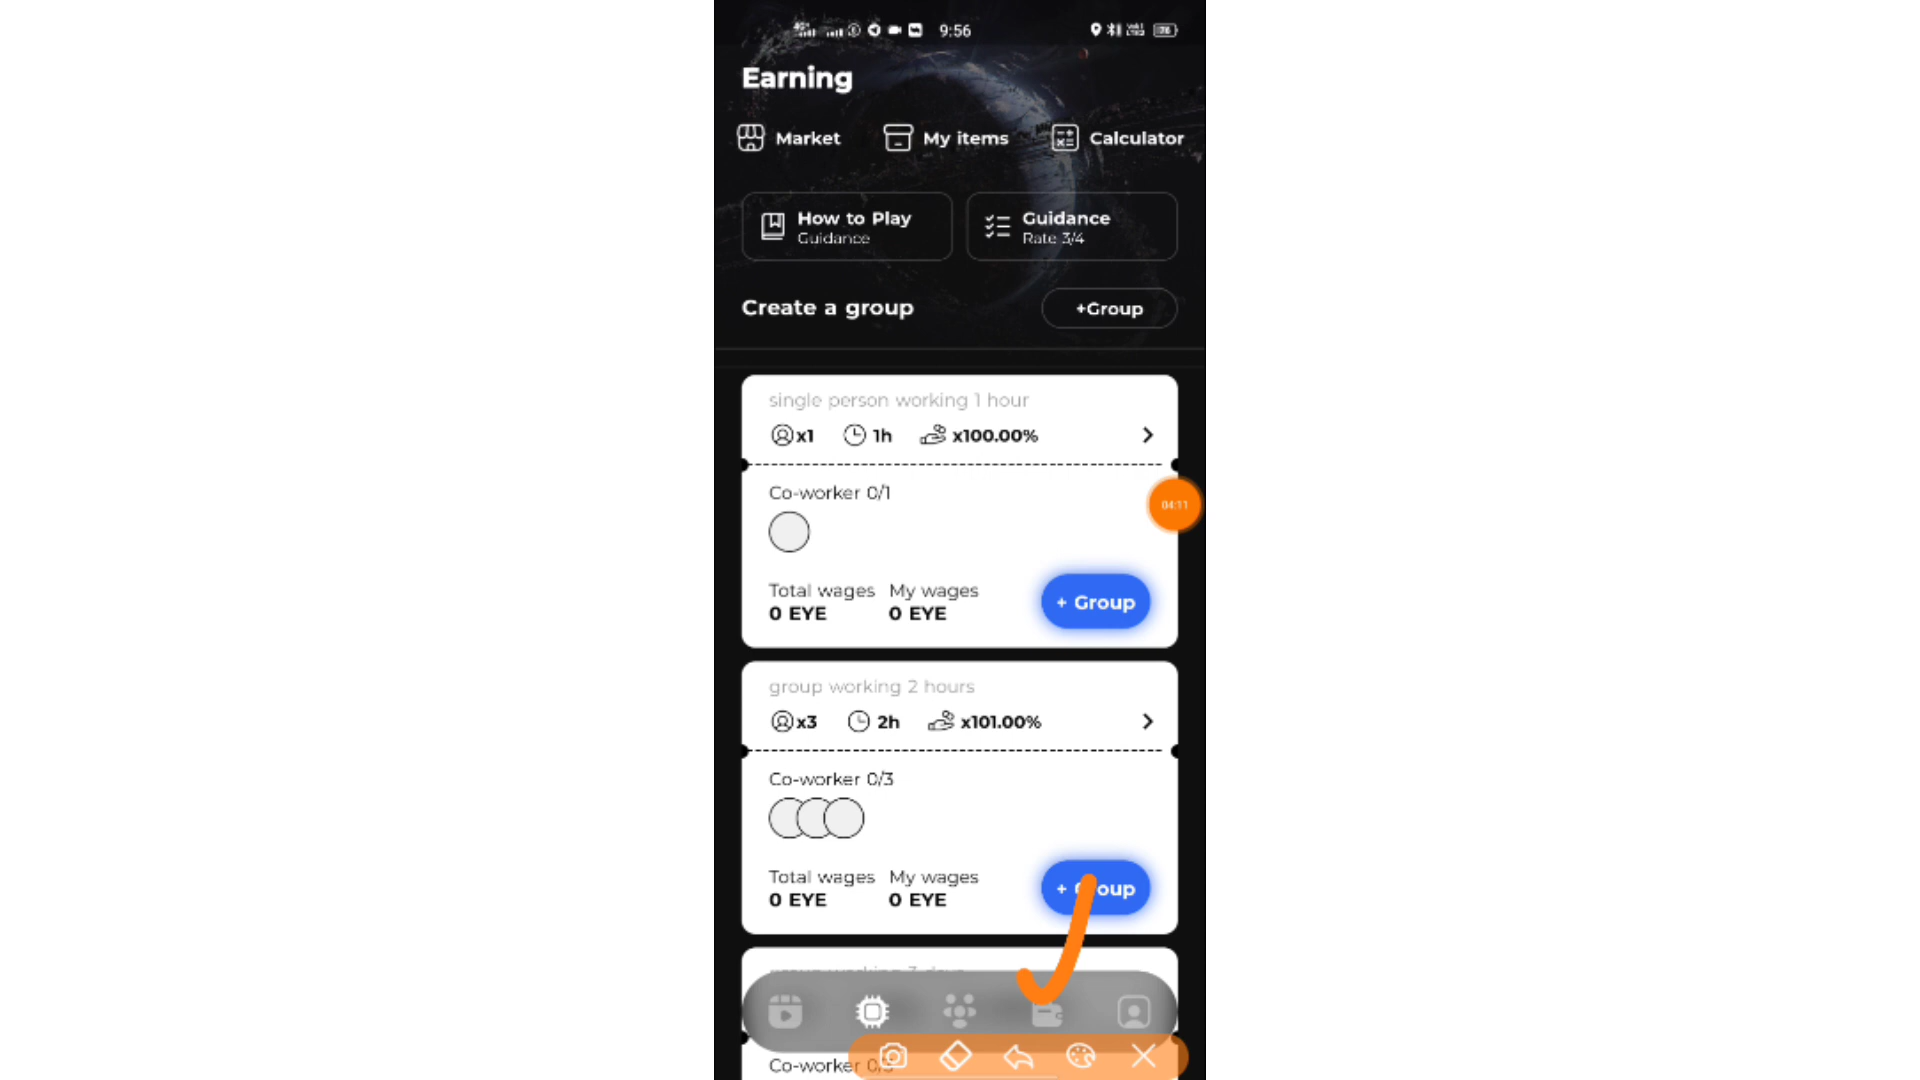 9:56
Earning
Market My items Calculator
How to Play
Guidance
Guidance
Rate 3/4
Create a group
+Group
single person working 1 hour
x1 1h x100.00%
Co-worker 0/1
04:11
Total wages My wages
0 EYE 0 EYE
+ Group
group working 2 hours
x3 2h x101.00%
Co-worker 0/3
Total wages My wages
0 EYE 0 EYE
+ Group
Co-worker